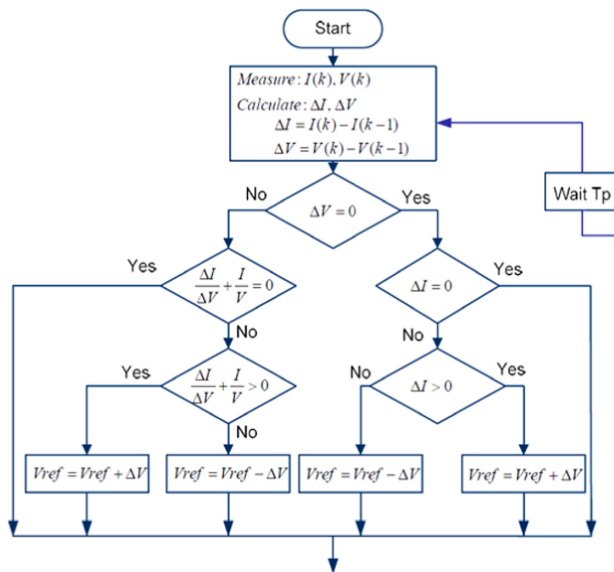 Start
Measure: I(k), V(k)
Calculate: ΔI, ΔV
ΔI = I(k) − I(k−1)
ΔV = V(k) − V(k−1)
Wait Tp
No
Yes
ΔV = 0
Yes
ΔI/ΔV + I/V = 0
ΔI = 0
Yes
No
No
Yes
ΔI/ΔV + I/V > 0
No
ΔI > 0
Yes
No
Vref = Vref + ΔV
Vref = Vref − ΔV
Vref = Vref − ΔV
Vref = Vref + ΔV